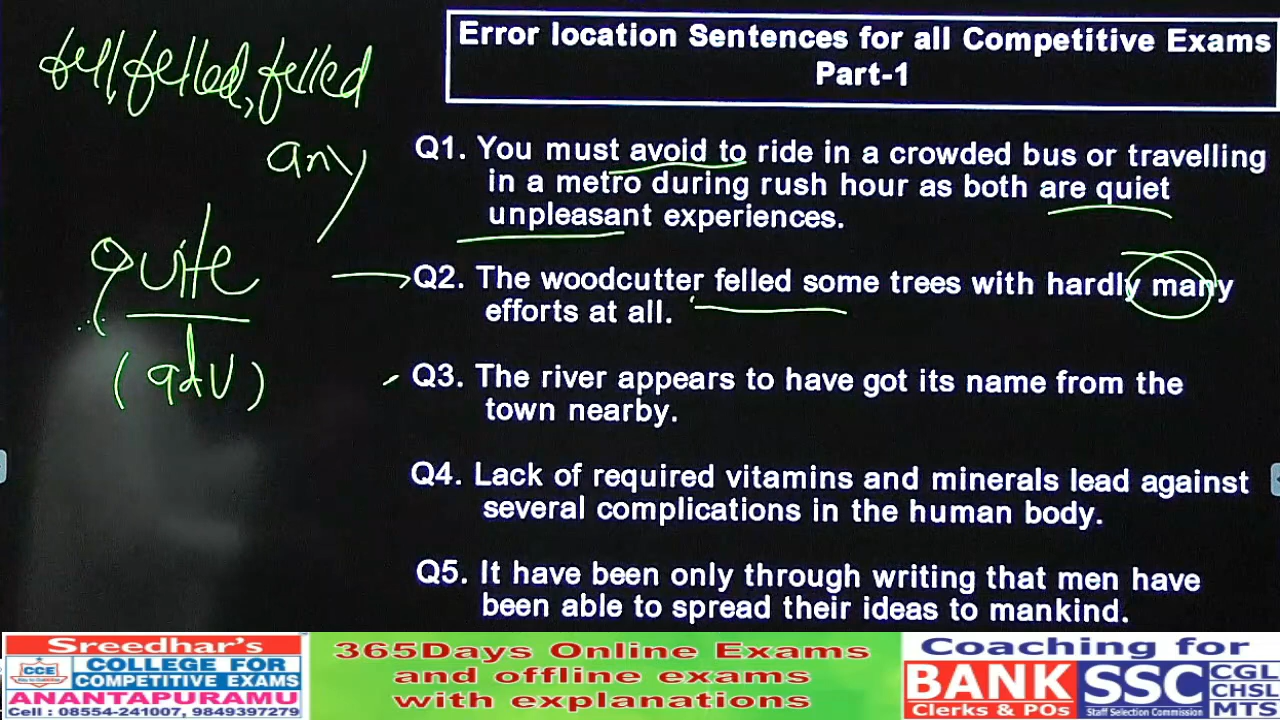 fell, felled, felled
any
quite
(adv)
Error location Sentences for all Competitive Exams
Part-1
Q1. You must avoid to ride in a crowded bus or travelling
in a metro during rush hour as both are quiet
unpleasant experiences.
Q2. The woodcutter felled some trees with hardly many
efforts at all.
Q3. The river appears to have got its name from the
town nearby.
Q4. Lack of required vitamins and minerals lead against
several complications in the human body.
Q5. It have been only through writing that men have
been able to spread their ideas to mankind.
Sreedhar's
CCE
COLLEGE FOR
COMPETITIVE EXAMS
ANANTAPURAMU
Cell : 08554-241007, 9849397279
365Days Online Exams
and offline exams
with explanations
Coaching for
BANK
Clerks & POs
SSC
Staff Selection Commission
CGL
CHSL
MTS